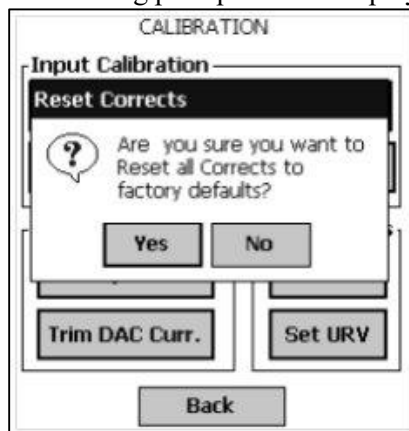 CALIBRATION
Input Calibration
Reset Corrects
? Are you sure you want to
Reset all Corrects to
factory defaults?
Yes No
s
Trim DAC Curr. Set URV
Back